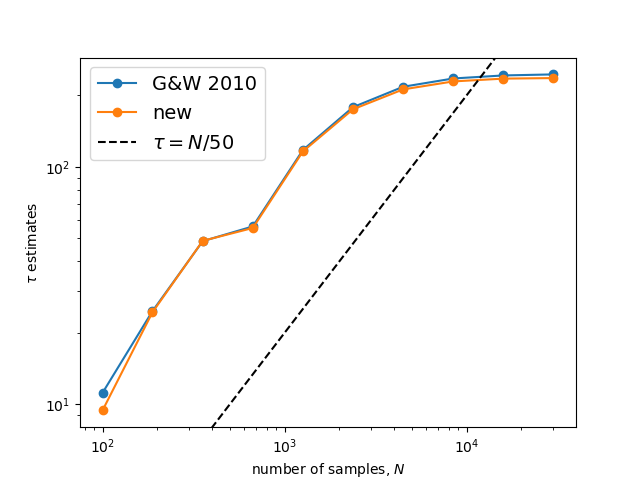 G&W 2010
new
τ = N/50
10²
10¹
τ estimates
10²
10³
10⁴
number of samples, N